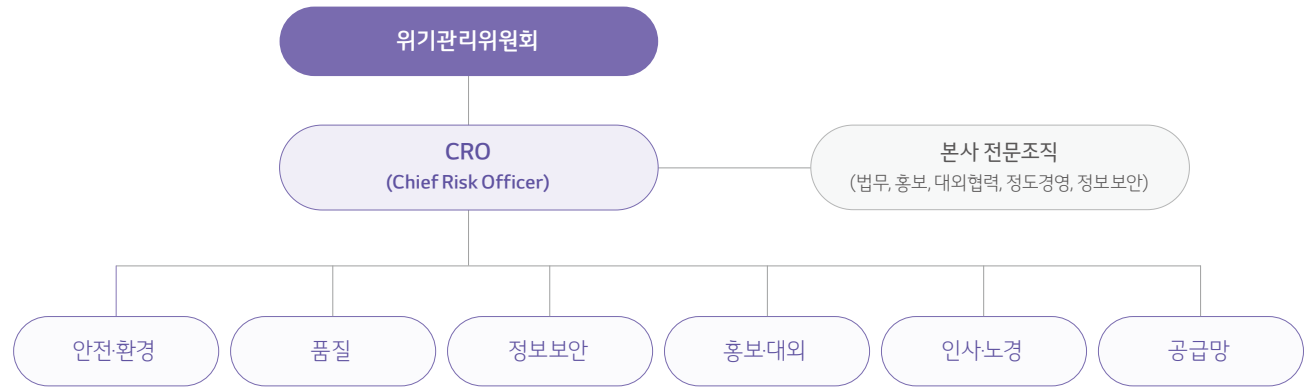 위기관리위원회
CRO
(Chief Risk Officer)
본사 전문조직
(법무, 홍보, 대외협력, 정도경영, 정보보안)
안전·환경
품질
정보보안
홍보·대외
인사·노경
공급망